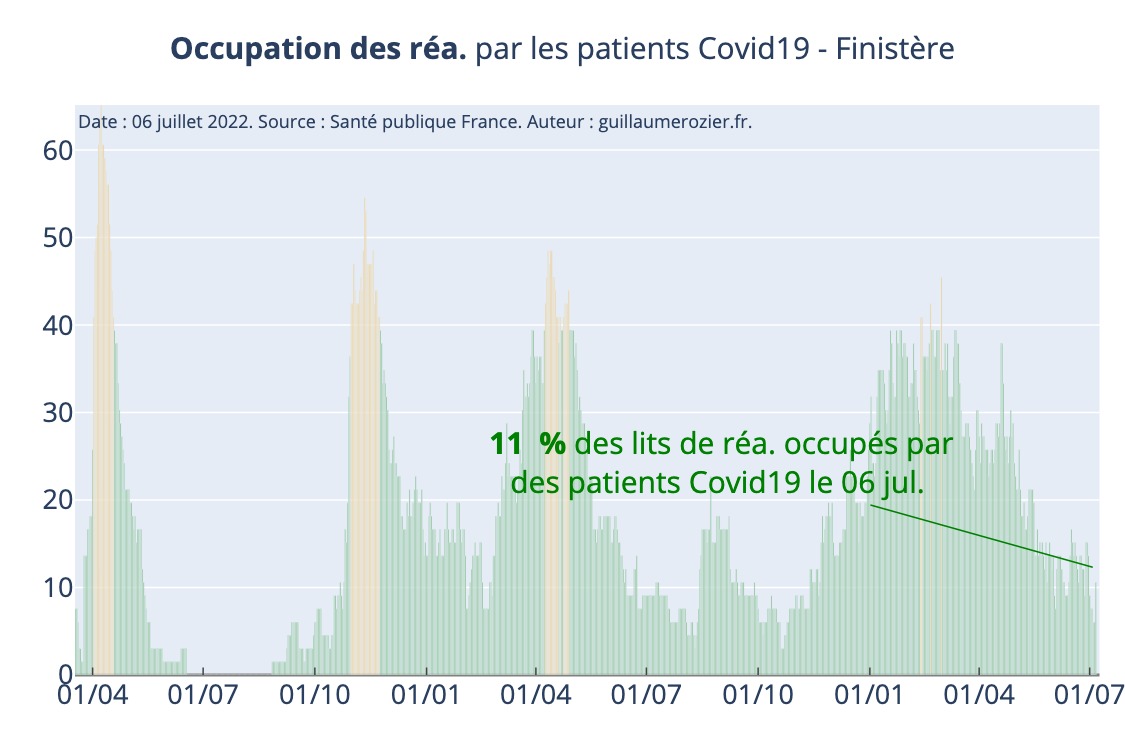 Occupation des réa. par les patients Covid19 - Finistère
Date : 06 juillet 2022. Source : Santé publique France. Auteur : guillaumerozier.fr.
60
50
40
30
11 % des lits de réa. occupés par
des patients Covid19 le 06 jul.
20
10
0
01/04 01/07 01/10 01/01 01/04 01/07 01/10 01/01 01/04 01/07